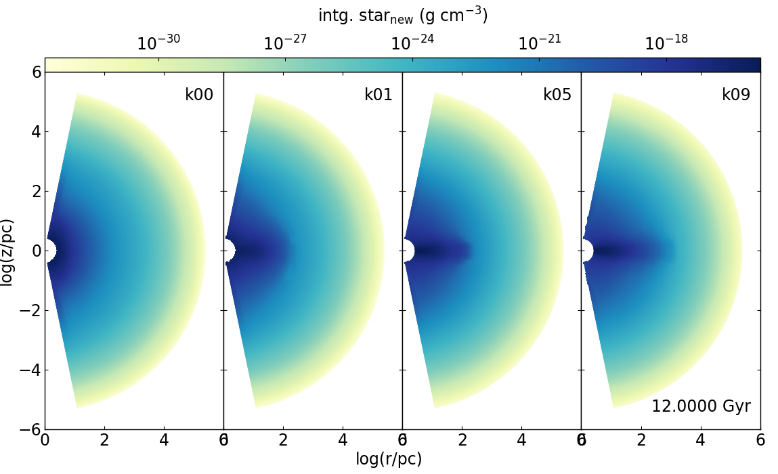 intg. star_new (g cm^−3)
10^−30 10^−27 10^−24 10^−21 10^−18
k00 k01 k05 k09
6
4
2
0
−2
−4
−6
log(z/pc)
12.0000 Gyr
0 2 4 6 0 2 4 6 0 2 4 6 0 2 4 6
log(r/pc)